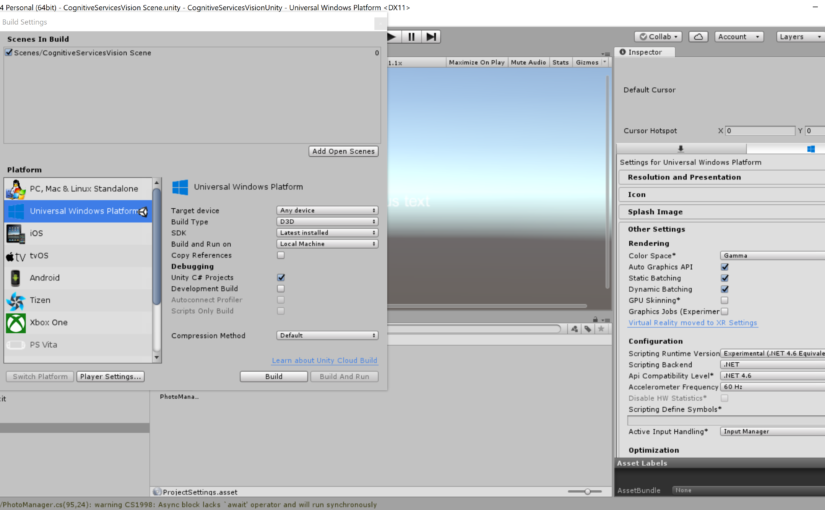 4 Personal (64bit) - CognitiveServicesVision Scene.unity - CognitiveServicesVisionUnity - Universal Windows Platform <DX11>
Build Settings
Scenes In Build
Scenes/CognitiveServicesVision Scene 0
Add Open Scenes
Platform
PC, Mac & Linux Standalone
Universal Windows Platform
iOS
tvOS
Android
Tizen
Xbox One
PS Vita
Switch Platform
Player Settings...
Universal Windows Platform
Target device Any device
Build Type D3D
SDK Latest installed
Build and Run on Local Machine
Copy References
Debugging
Unity C# Projects
Development Build
Autoconnect Profiler
Scripts Only Build
Compression Method Default
Learn about Unity Cloud Build
Build
Build And Run
Collab
Account
Layers
1.1x
Maximize On Play Mute Audio Stats Gizmos
text
Inspector
Default Cursor
Cursor Hotspot X 0 Y 0
Settings for Universal Windows Platform
Resolution and Presentation
Icon
Splash Image
Other Settings
Rendering
Color Space* Gamma
Auto Graphics API
Static Batching
Dynamic Batching
GPU Skinning*
Graphics Jobs (Experimen
Virtual Reality moved to XR Settings
Configuration
Scripting Runtime Version Experimental (.NET 4.6 Equivale
Scripting Backend .NET
Api Compatibility Level* .NET 4.6
Accelerometer Frequency 60 Hz
Disable HW Statistics*
Scripting Define Symbols*
Active Input Handling* Input Manager
Optimization
Asset Labels
AssetBundle None
PhotoMana..
ProjectSettings.asset
/PhotoManager.cs(95,24): warning CS1998: Async block lacks `await' operator and will run synchronously